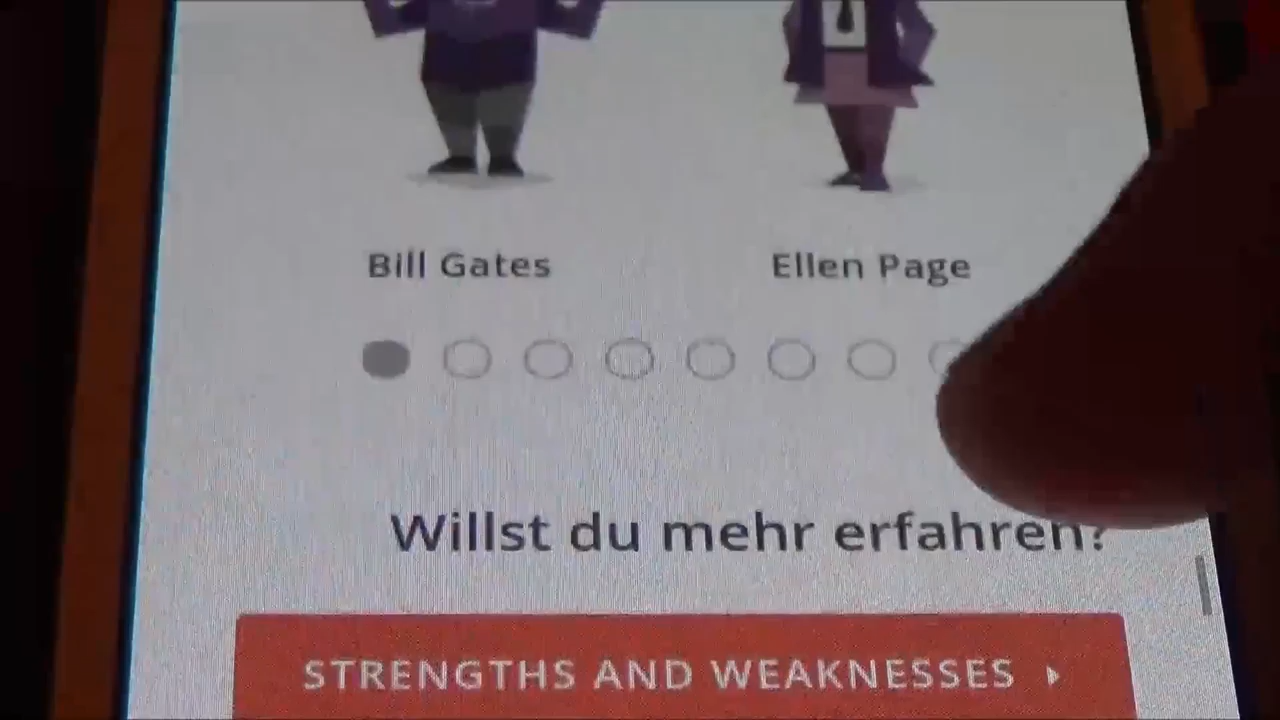 Bill Gates
Ellen Page
Willst du mehr erfahren?
STRENGTHS AND WEAKNESSES